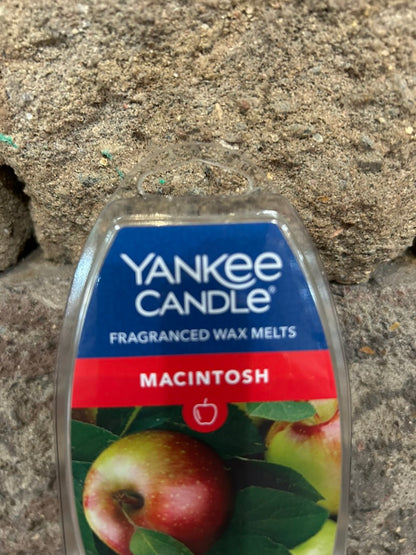 YANKEE
CANDLE®
FRAGRANCED WAX MELTS
MACINTOSH